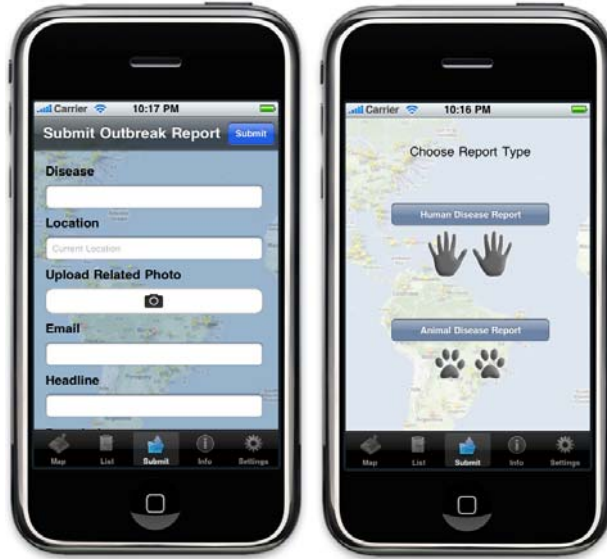 Carrier 10:17 PM
Submit Outbreak Report Submit
Disease
Location
Current Location
Upload Related Photo
Email
Headline
Map List Submit Info Settings
Carrier 10:16 PM
Choose Report Type
Human Disease Report
Animal Disease Report
Map List Submit Info Settings